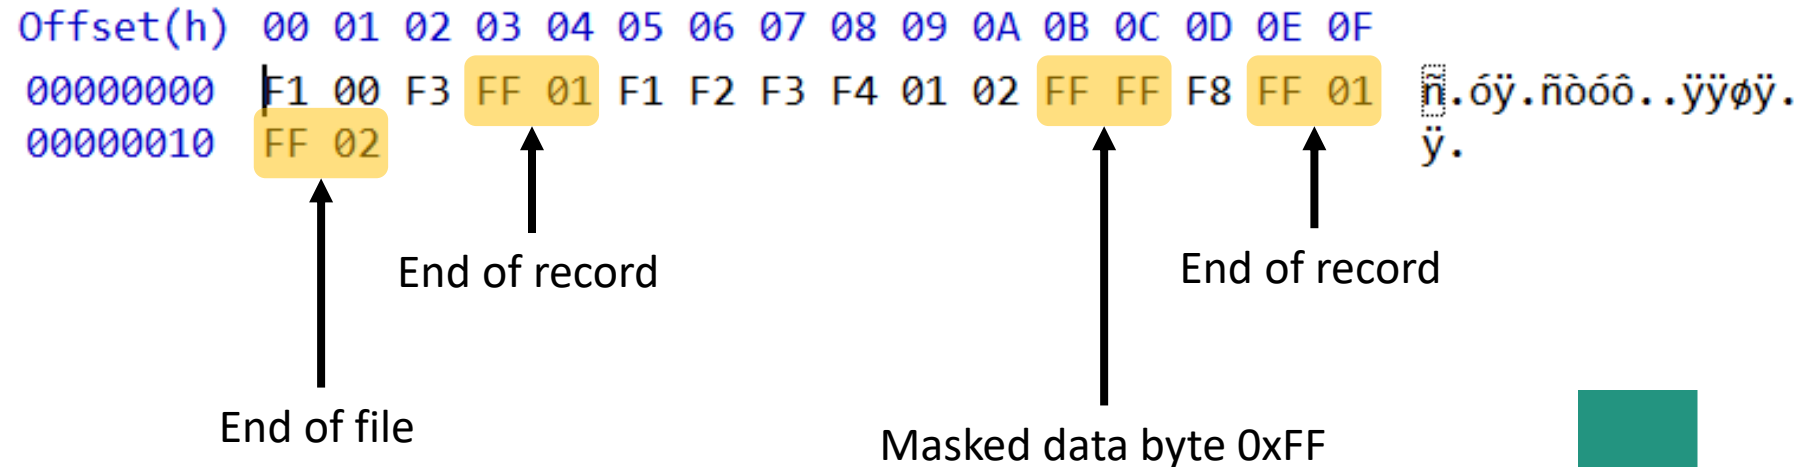 Offset(h) 00 01 02 03 04 05 06 07 08 09 0A 0B 0C 0D 0E 0F
00000000 F1 00 F3 FF 01 F1 F2 F3 F4 01 02 FF FF F8 FF 01 ñ.óÿ.ñòóô..ÿÿøÿ.
00000010 FF 02 ÿ.
End of record End of record
End of file Masked data byte 0xFF